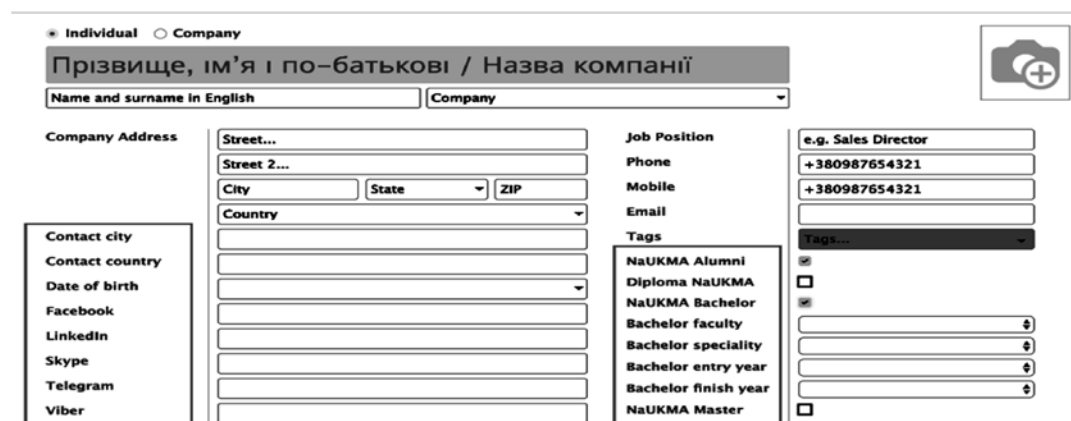 Individual Company
Прізвище, ім’я і по-батькові / Назва компанії
Name and surname in English
Company
Company Address
Street...
Street 2...
City
State
ZIP
Country
Contact city
Contact country
Date of birth
Facebook
LinkedIn
Skype
Telegram
Viber
Job Position
e.g. Sales Director
Phone
+380987654321
Mobile
+380987654321
Email
Tags
Tags...
NaUKMA Alumni
Diploma NaUKMA
NaUKMA Bachelor
Bachelor faculty
Bachelor speciality
Bachelor entry year
Bachelor finish year
NaUKMA Master